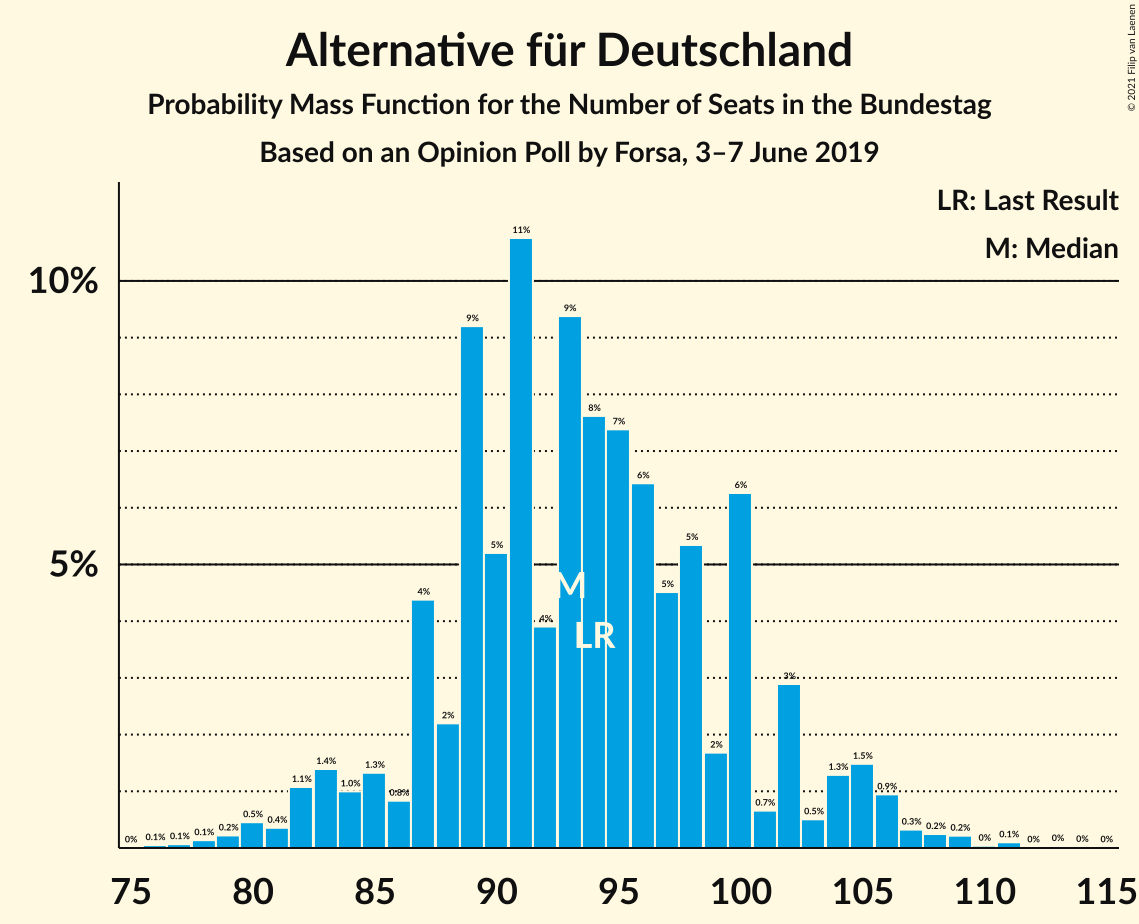 © 2021 Filip van Laenen
Alternative für Deutschland
Probability Mass Function for the Number of Seats in the Bundestag
Based on an Opinion Poll by Forsa, 3–7 June 2019
LR: Last Result
M: Median
10%
5%
0% 0.1% 0.1% 0.1% 0.2% 0.5% 0.4% 1.1% 1.4% 1.0% 1.3% 0.8% 4% 2% 9% 5% 11% 4% 9% 8% 7% 6% 5% 5% 2% 6% 0.7% 3% 0.5% 1.3% 1.5% 0.9% 0.3% 0.2% 0.2% 0% 0.1% 0% 0% 0% 0%
M
LR
75 80 85 90 95 100 105 110 115